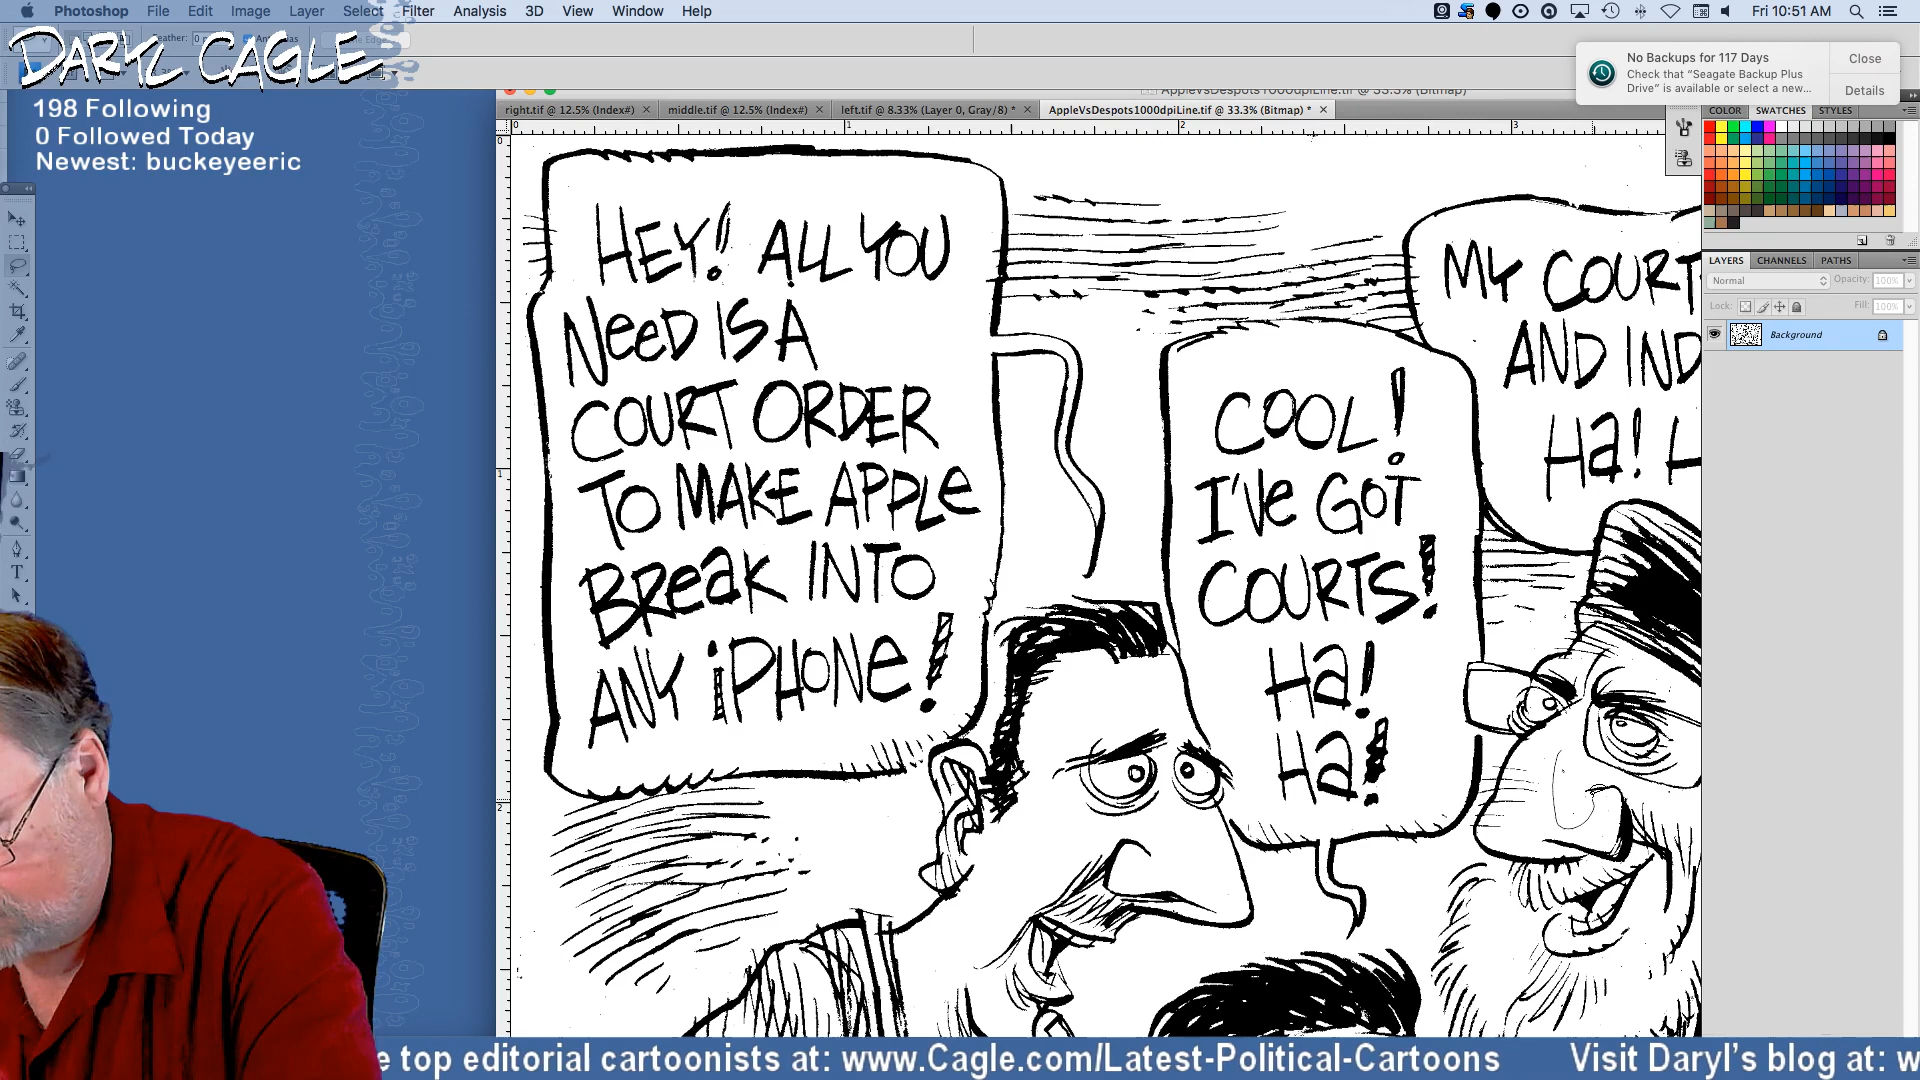 Photoshop File Edit Image Layer Select Filter Analysis 3D View Window Help
Fri 10:51 AM
DARYL CAGLE
198 Following
0 Followed Today
Newest: buckeyeeric
No Backups for 117 Days
Check that “Seagate Backup Plus
Drive” is available or select a new...
Close
Details
right.tif @ 12.5% (Index#)
middle.tif @ 12.5% (Index#)
left.tif @ 8.33% (Layer 0, Gray/8) *
AppleVsDespots1000dpiLine.tif @ 33.3% (Bitmap) *
COLOR SWATCHES STYLES
LAYERS CHANNELS PATHS
Normal
Opacity: 100%
Lock:
Fill: 100%
Background
HEY! ALL YOU
NeeD IS A
COURT ORDER
TO MAKE APPLe
BReaK INTO
ANY iPHONe!
COOL!
I'Ve GOT
COURTS!
Ha!
Ha!
MY COURT
AND IND
Ha! H
e top editorial cartoonists at: www.Cagle.com/Latest-Political-Cartoons
Visit Daryl’s blog at: w